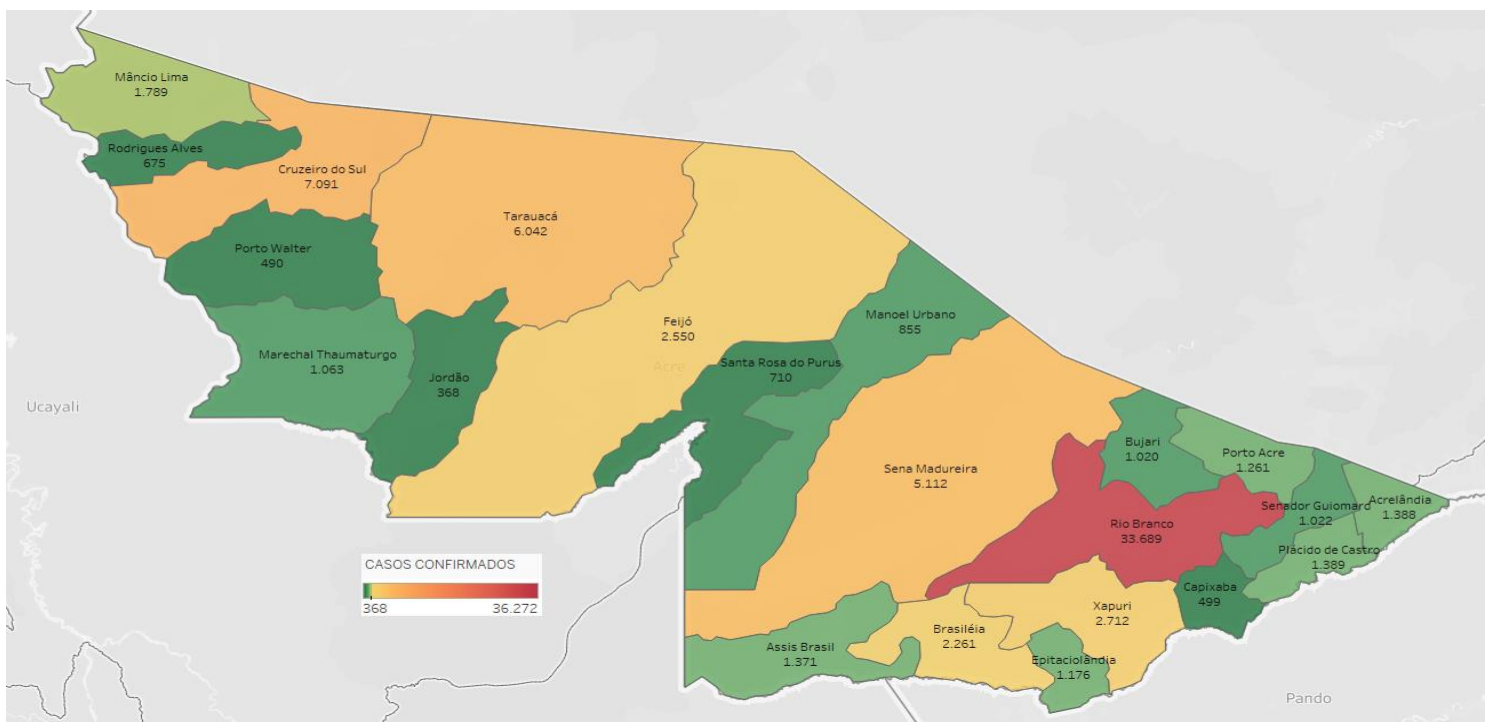 Mâncio Lima
1.789
Rodrigues Alves
675
Cruzeiro do Sul
7.091
Tarauacá
6.042
Porto Walter
490
Feijó
2.550
Acre
Manoel Urbano
855
Marechal Thaumaturgo
1.063
Jordão
368
Santa Rosa do Purus
710
Ucayali
Sena Madureira
5.112
Bujari
1.020
Porto Acre
1.261
Senador Guiomard
1.022
Acrelândia
1.388
Rio Branco
33.689
Plácido de Castro
1.389
CASOS CONFIRMADOS
368
36.272
Capixaba
499
Xapuri
2.712
Brasiléia
2.261
Assis Brasil
1.371
Epitaciolândia
1.176
Pando